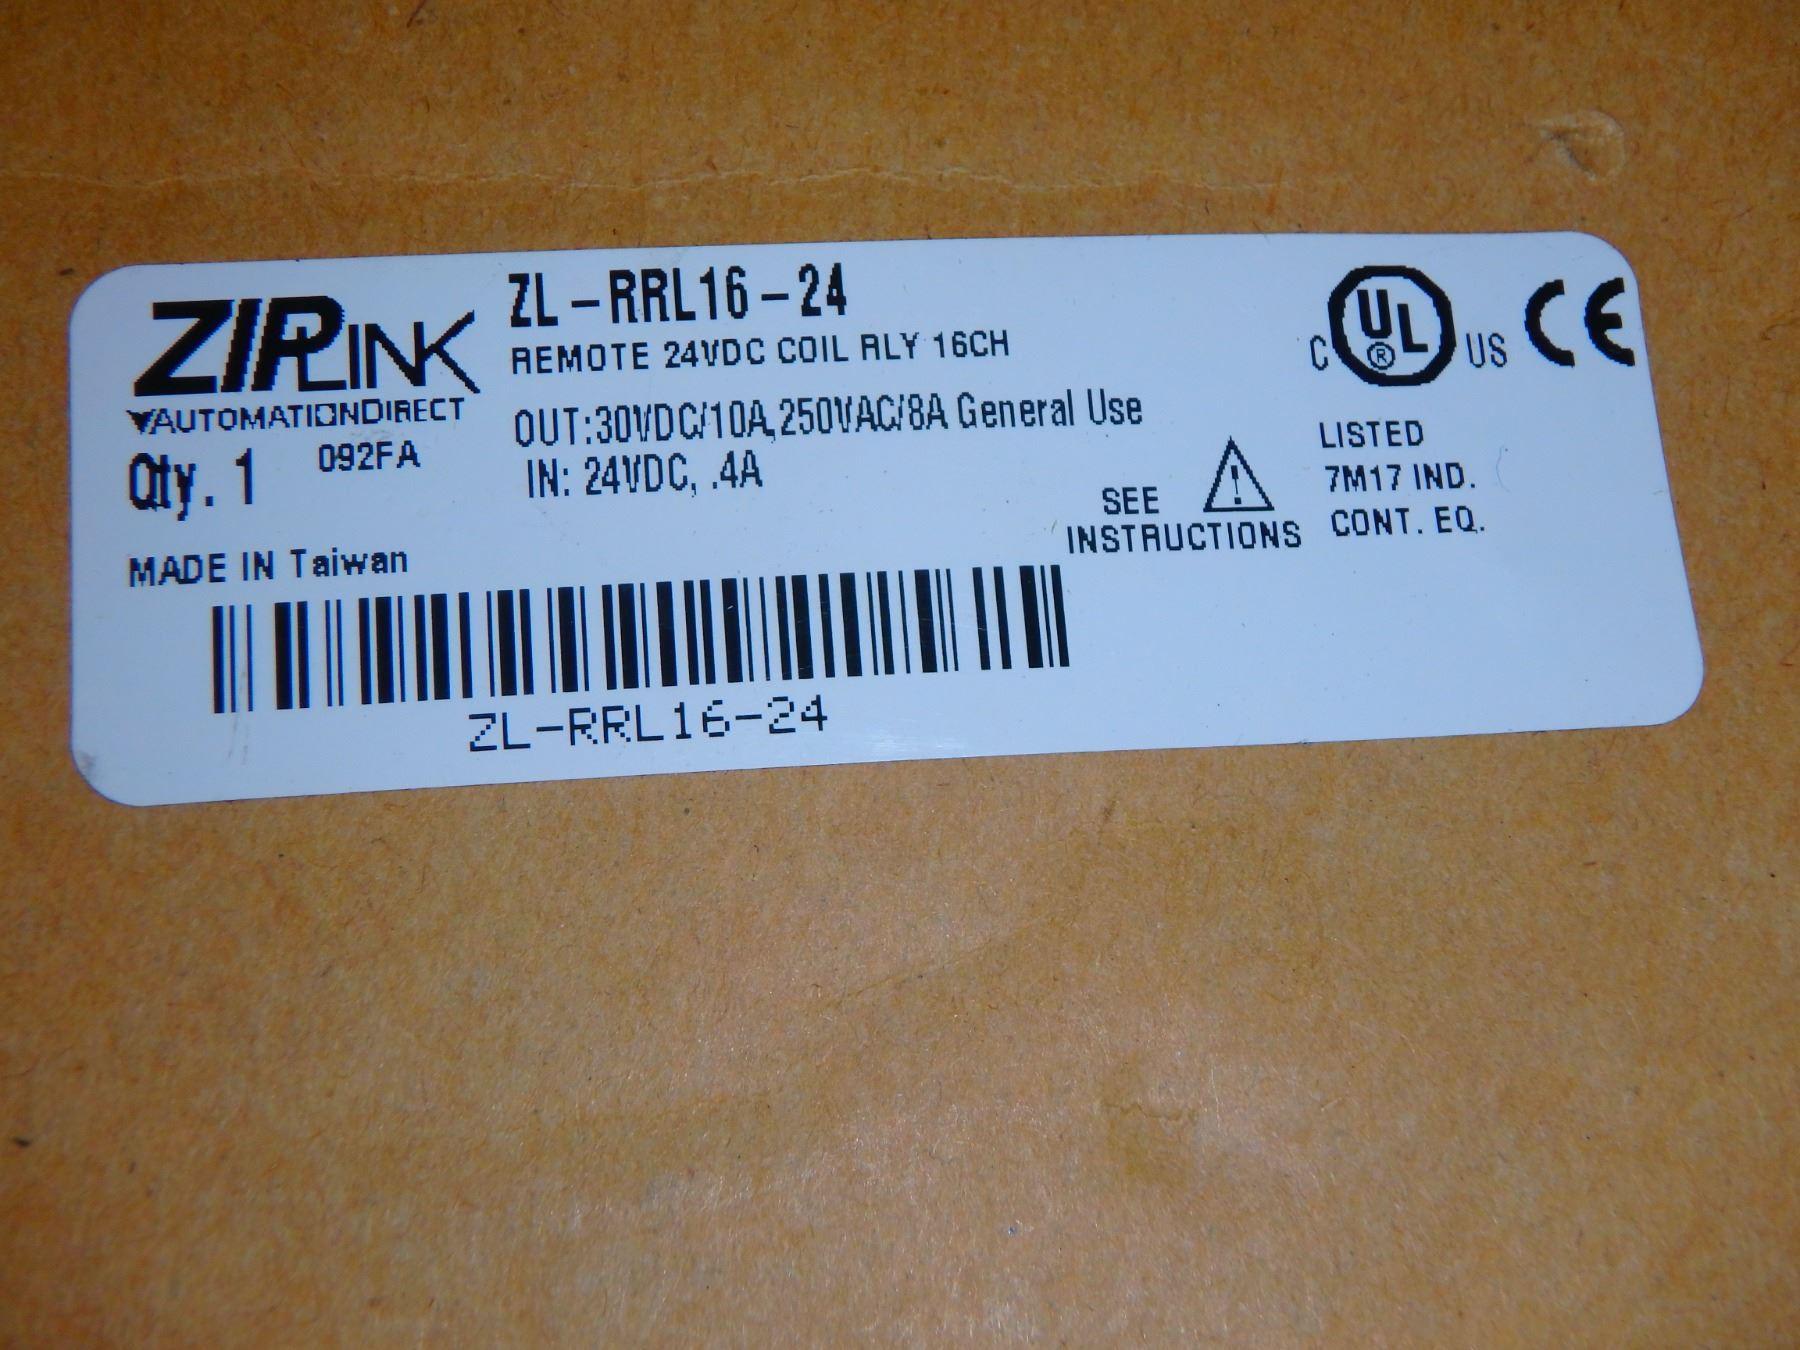 ZIPLINK
AUTOMATIONDIRECT
Qty. 1 092FA
MADE IN Taiwan
ZL-RRL16-24
REMOTE 24VDC COIL RLY 16CH
OUT:30VDC/10A,250VAC/8A General Use
IN: 24VDC, .4A
SEE
INSTRUCTIONS
C UL® US CE
LISTED
7M17 IND.
CONT. EQ.
ZL-RRL16-24